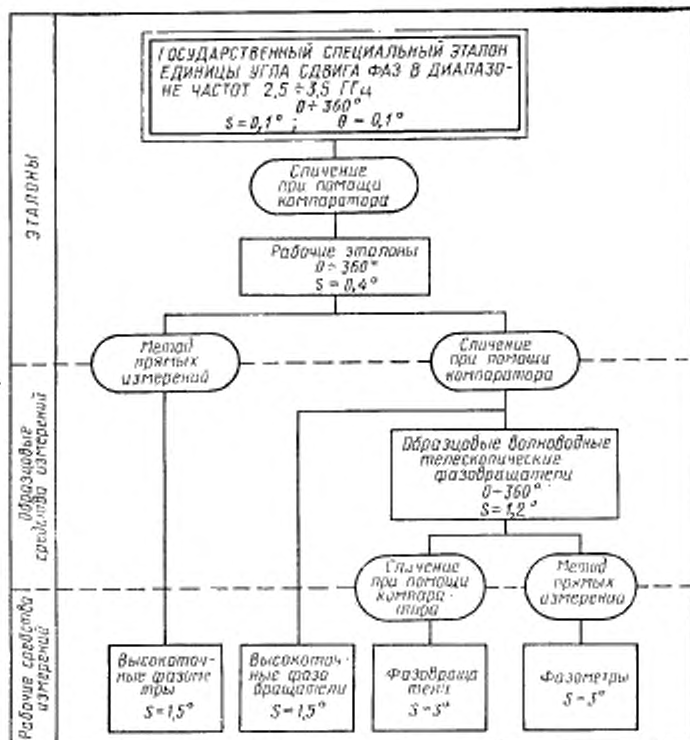 ЭТАЛОНЫ
ГОСУДАРСТВЕННЫЙ СПЕЦИАЛЬНЫЙ ЭТАЛОН
ЕДИНИЦЫ УГЛА СДВИГА ФАЗ В ДИАПАЗО-
НЕ ЧАСТОТ 2,5÷3,5 ГГц
0÷360°
S=0,1° ; θ=0,1°
Сличение
при помощи
компаратора
Рабочие эталоны
0÷360°
S=0,4°
Метод
прямых
измерений
Сличение
при помощи
компаратора
Образцовые
средства измерений
Образцовые волноводные
телескопические
фазовращатели
0-360°
S=1,2°
Сличение
при помощи
компара-
тора
Метод
прямых
измерений
Рабочие средства
измерений
Высокоточ-
ные фазоме
тры
S=1,5°
Высокоточ-
ные фазо
вращатели
S=1,5°
Фазовраща
тели
S=3°
Фазометры
S=3°